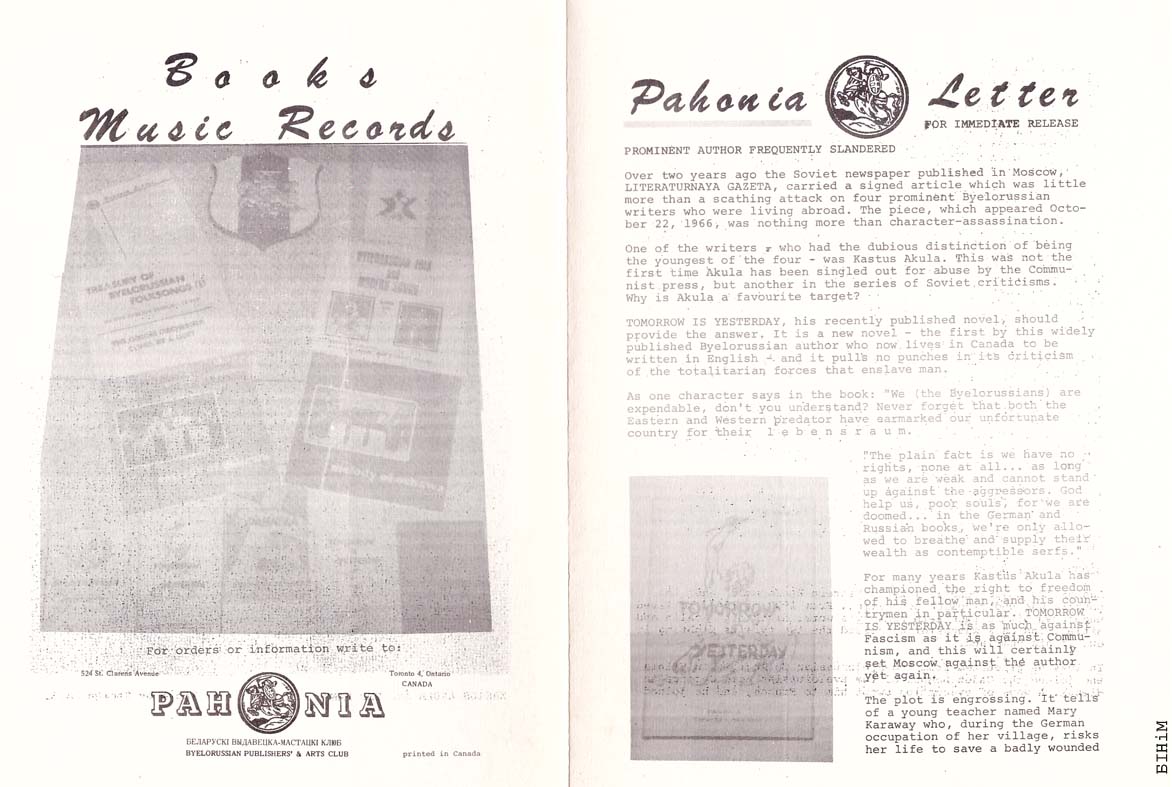 Books
Music Records
TREASURY OF
BYELORUSSIAN
FOLKSONGS
For orders or information write to:
524 St. Clarens Avenue
Toronto 4, Ontario
CANADA
PAHONIA
БЕЛАРУСКІ ВЫДАВЕЦКА-МАСТАЦКІ КЛЮБ
BYELORUSSIAN PUBLISHERS' & ARTS CLUB
printed in Canada
Pahonia Letter
FOR IMMEDIATE RELEASE
PROMINENT AUTHOR FREQUENTLY SLANDERED
Over two years ago the Soviet newspaper published in Moscow,
LITERATURNAYA GAZETA, carried a signed article which was little
more than a scathing attack on four prominent Byelorussian
writers who were living abroad. The piece, which appeared Octo-
ber 22, 1966, was nothing more than character-assassination.
One of the writers - who had the dubious distinction of being
the youngest of the four - was Kastus Akula. This was not the
first time Akula has been singled out for abuse by the Commu-
nist press, but another in the series of Soviet criticisms.
Why is Akula a favourite target?
TOMORROW IS YESTERDAY, his recently published novel, should
provide the answer. It is a new novel - the first by this widely
published Byelorussian author who now lives in Canada to be
written in English - and it pulls no punches in its criticism
of the totalitarian forces that enslave man.
As one character says in the book: "We (the Byelorussians) are
expendable, don't you understand? Never forget that both the
Eastern and Western predator have earmarked our unfortunate
country for their l e b e n s r a u m.
"The plain fact is we have no
rights, none at all... as long
as we are weak and cannot stand
up against the aggressors. God
help us, poor souls, for we are
doomed... in the German and
Russian books, we're only allo-
wed to breathe and supply their
wealth as contemptible serfs."
TOMORROW
IS
YESTERDAY
For many years Kastus Akula has
championed the right to freedom
of his fellow man, and his coun-
trymen in particular. TOMORROW
IS YESTERDAY is as much against
Fascism as it is against Commu-
nism, and this will certainly
set Moscow against the author
yet again.
The plot is engrossing. It tells
of a young teacher named Mary
Karaway who, during the German
occupation of her village, risks
her life to save a badly wounded
БІНіМ